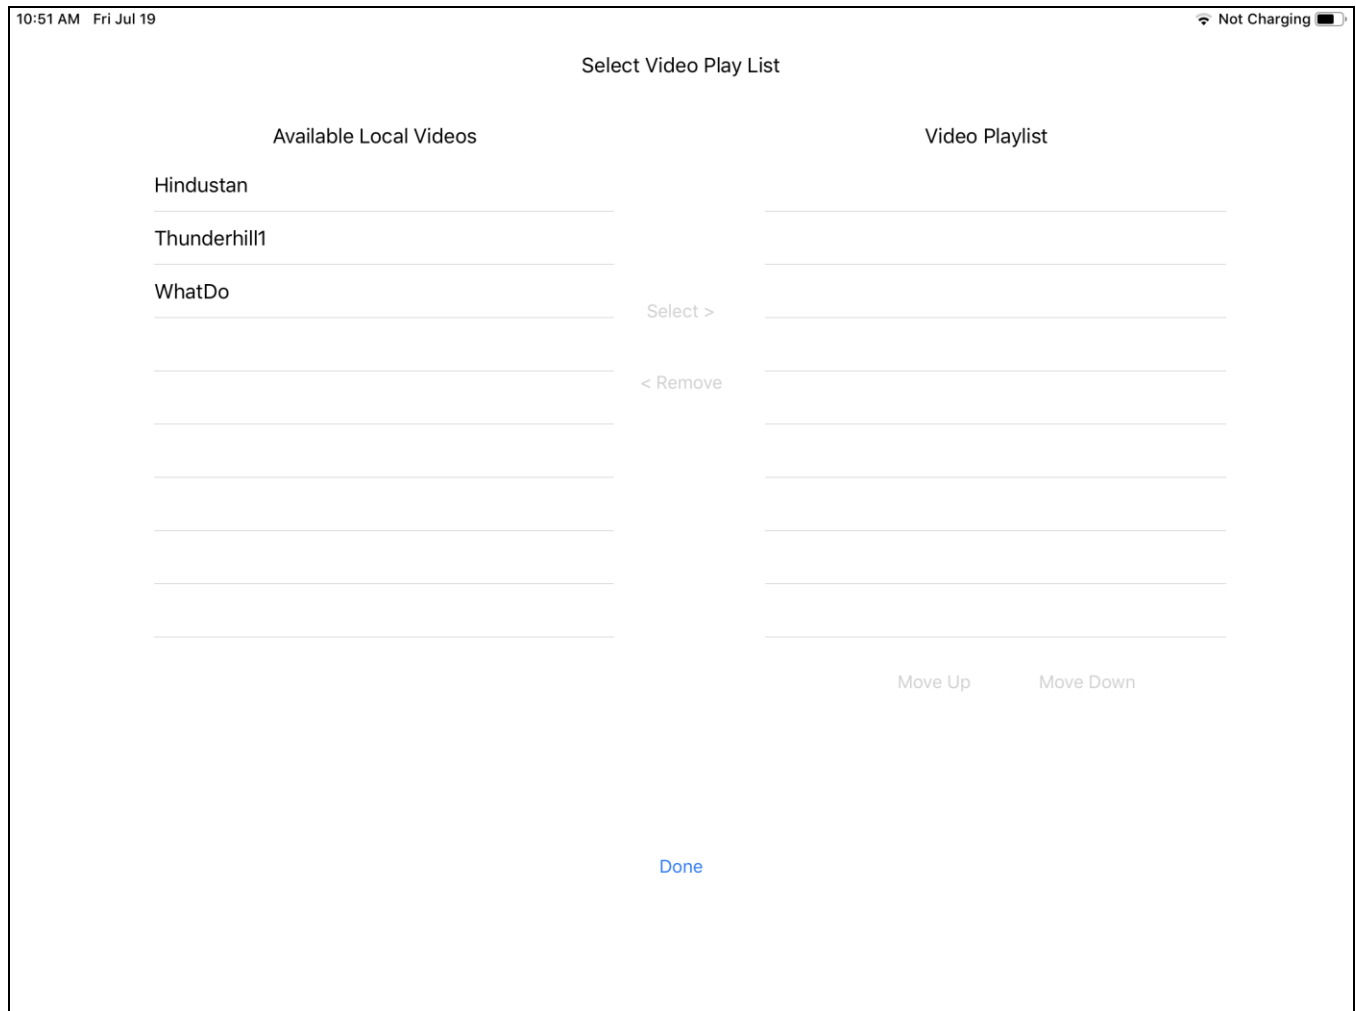 10:51 AM Fri Jul 19
Not Charging
Select Video Play List
Available Local Videos
Video Playlist
Hindustan
Thunderhill1
WhatDo
Select >
< Remove
Move Up
Move Down
Done